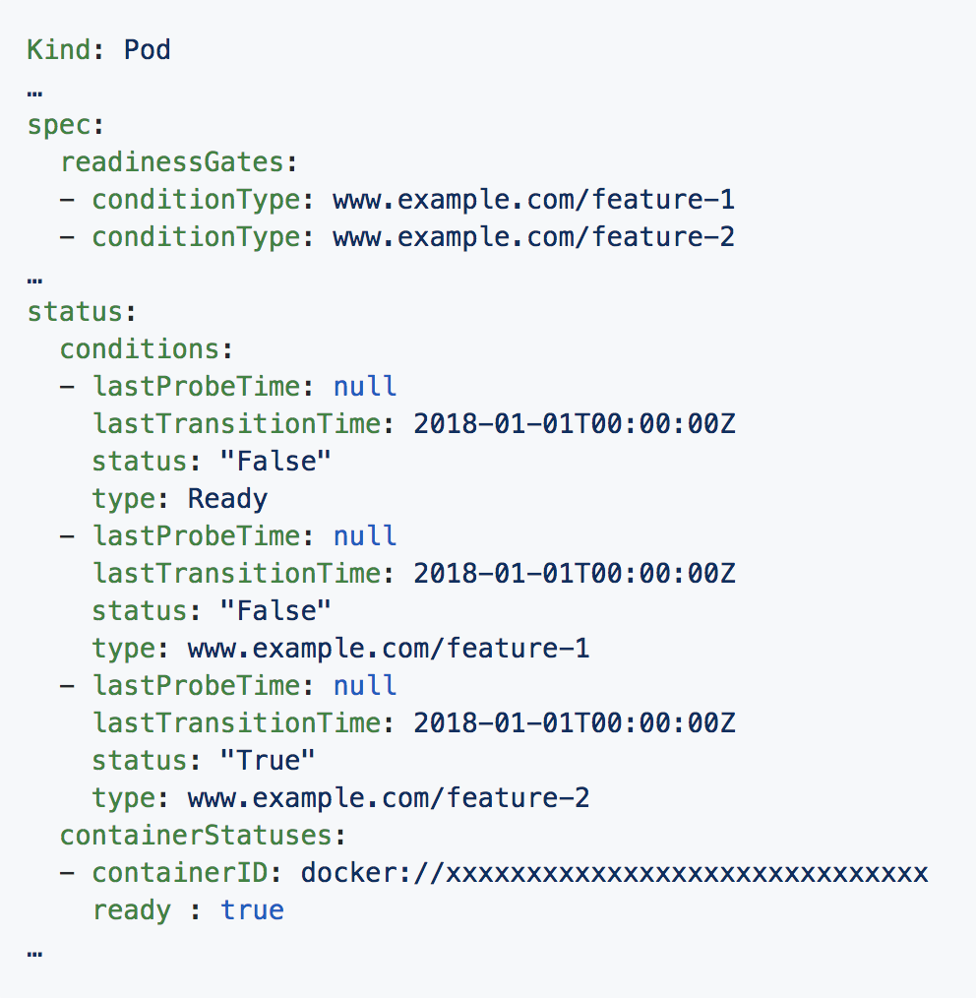 Kind: Pod
…
spec:
  readinessGates:
  - conditionType: www.example.com/feature-1
  - conditionType: www.example.com/feature-2
…
status:
  conditions:
  - lastProbeTime: null
    lastTransitionTime: 2018-01-01T00:00:00Z
    status: "False"
    type: Ready
  - lastProbeTime: null
    lastTransitionTime: 2018-01-01T00:00:00Z
    status: "False"
    type: www.example.com/feature-1
  - lastProbeTime: null
    lastTransitionTime: 2018-01-01T00:00:00Z
    status: "True"
    type: www.example.com/feature-2
  containerStatuses:
  - containerID: docker://xxxxxxxxxxxxxxxxxxxxxxxxxxxxxx
    ready : true
…